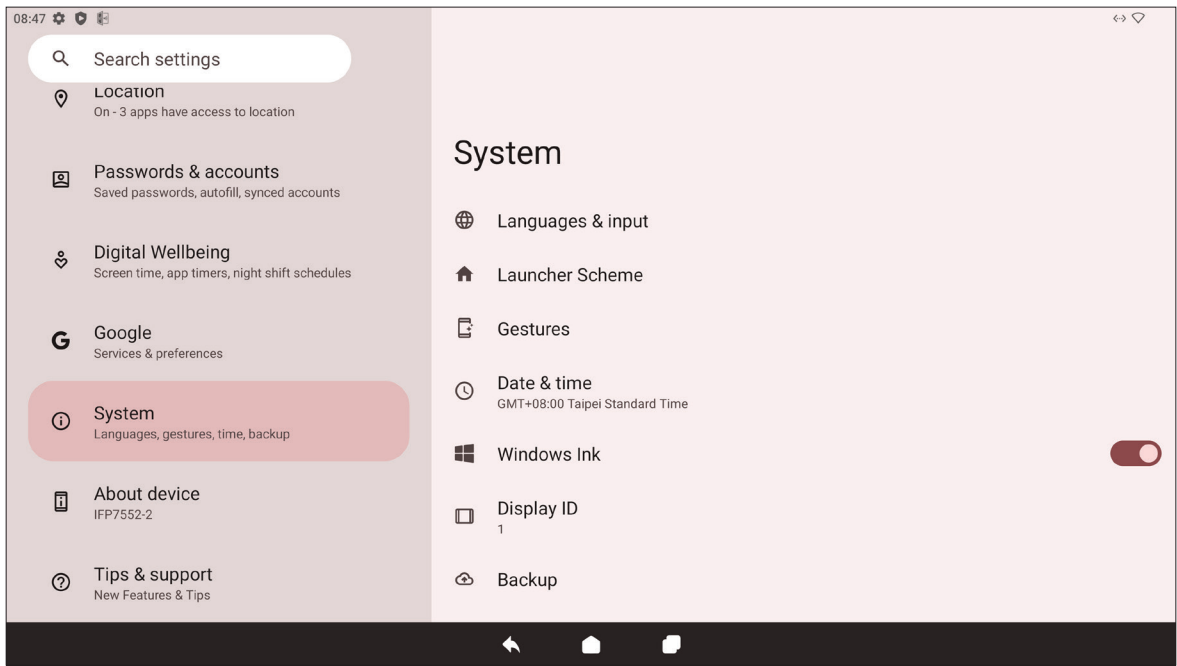 08:47
Search settings
Location
On - 3 apps have access to location
Passwords & accounts
Saved passwords, autofill, synced accounts
Digital Wellbeing
Screen time, app timers, night shift schedules
Google
Services & preferences
System
Languages, gestures, time, backup
About device
IFP7552-2
Tips & support
New Features & Tips
System
Languages & input
Launcher Scheme
Gestures
Date & time
GMT+08:00 Taipei Standard Time
Windows Ink
Display ID
1
Backup